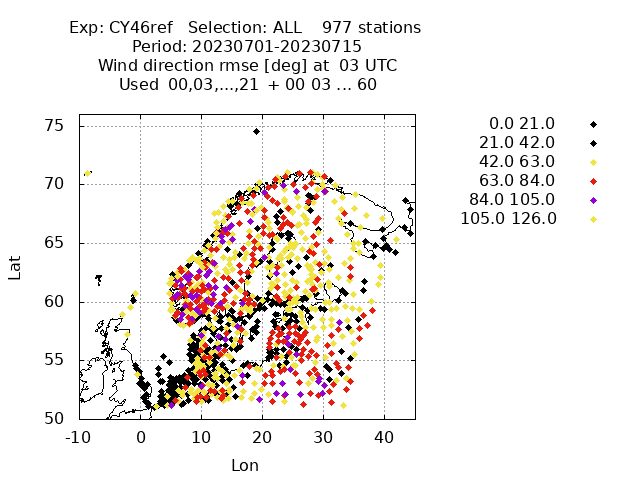 Exp: CY46ref   Selection: ALL    977 stations
Period: 20230701-20230715
Wind direction rmse [deg] at  03 UTC
Used  00,03,...,21  + 00 03 ... 60
0.0 21.0
21.0 42.0
42.0 63.0
63.0 84.0
84.0 105.0
105.0 126.0
75
70
65
60
55
50
Lat
-10 0 10 20 30 40
Lon